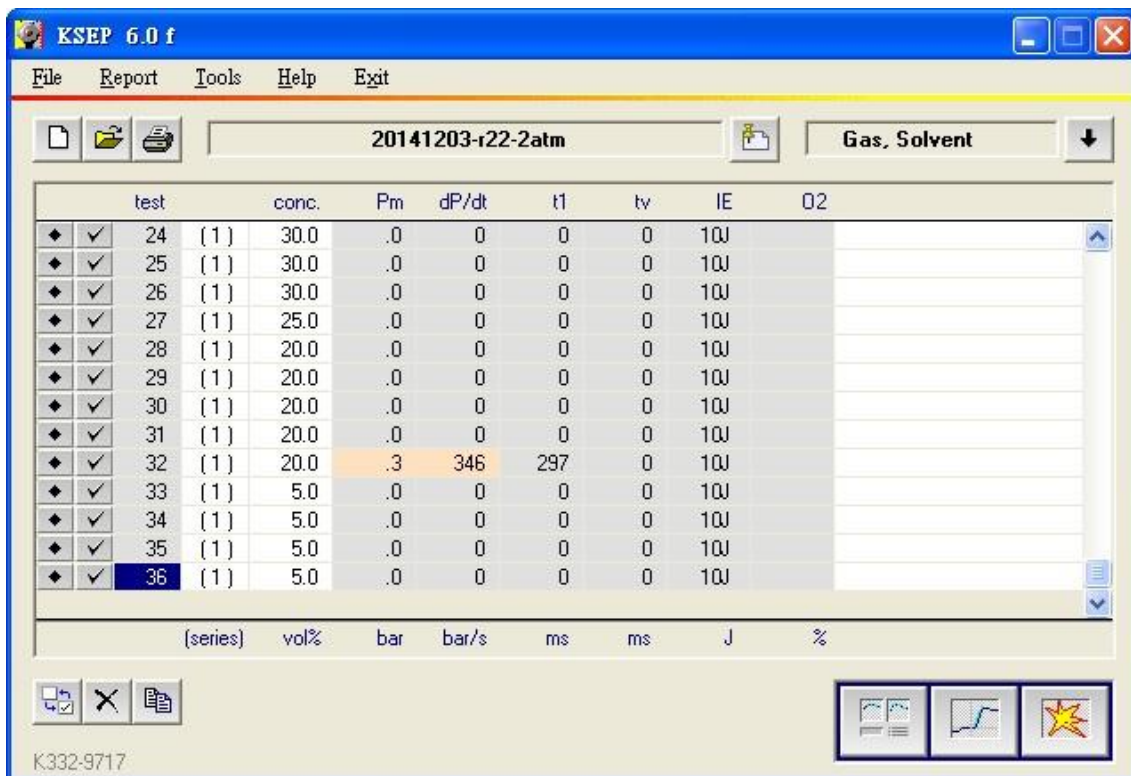 KSEP 6.0 f
File Report Tools Help Exit
20141203-r22-2atm Gas, Solvent
test conc. Pm dP/dt t1 tv IE O2
24 (1) 30.0 .0 0 0 0 10J
25 (1) 30.0 .0 0 0 0 10J
26 (1) 30.0 .0 0 0 0 10J
27 (1) 25.0 .0 0 0 0 10J
28 (1) 20.0 .0 0 0 0 10J
29 (1) 20.0 .0 0 0 0 10J
30 (1) 20.0 .0 0 0 0 10J
31 (1) 20.0 .0 0 0 0 10J
32 (1) 20.0 .3 346 297 0 10J
33 (1) 5.0 .0 0 0 0 10J
34 (1) 5.0 .0 0 0 0 10J
35 (1) 5.0 .0 0 0 0 10J
36 (1) 5.0 .0 0 0 0 10J
(series) vol% bar bar/s ms ms J %
K332-9717